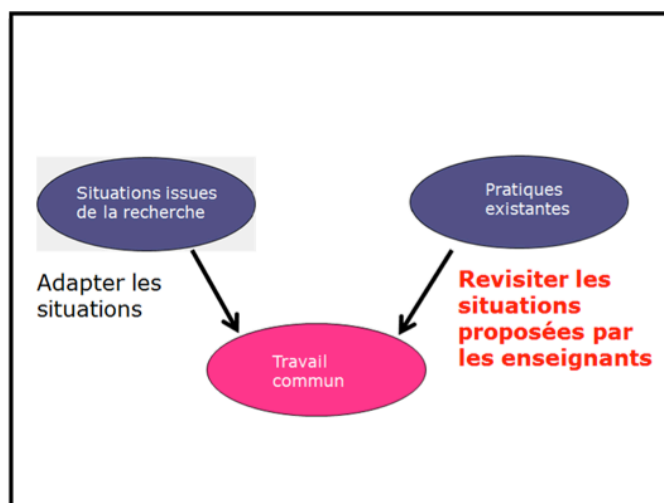 Situations issues
de la recherche
Pratiques
existantes
Adapter les
situations
Revisiter les
situations
proposées par
les enseignants
Travail
commun